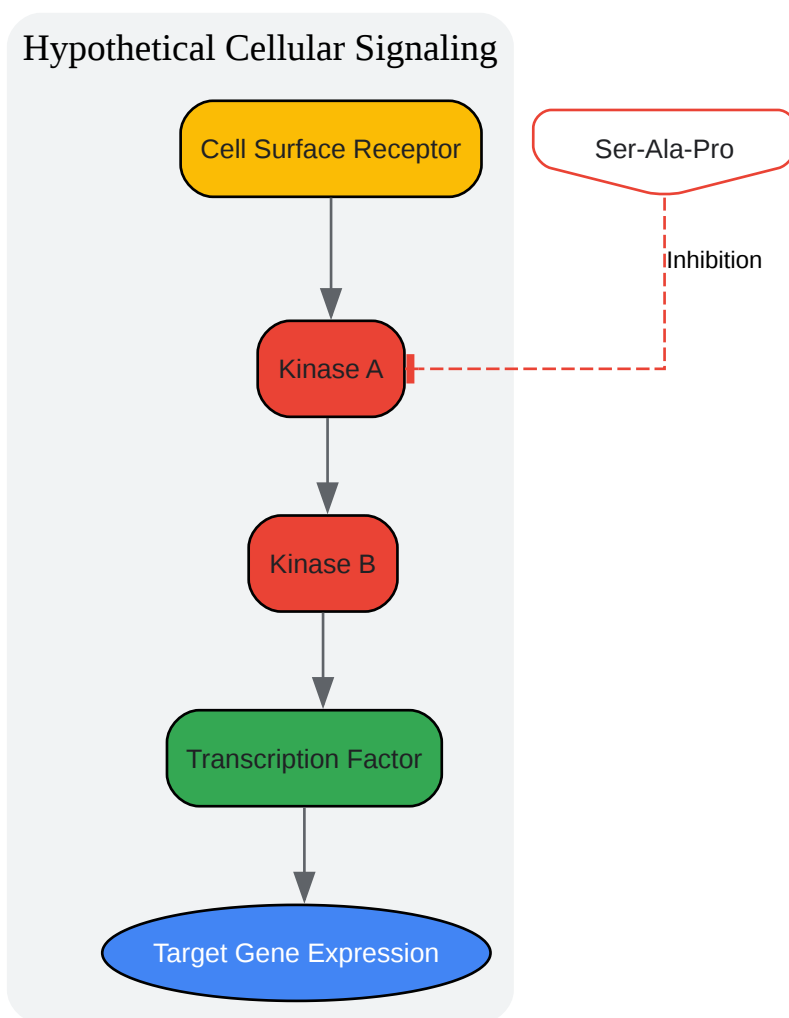 Hypothetical Cellular Signaling
Cell Surface Receptor
Ser-Ala-Pro
Inhibition
Kinase A
Kinase B
Transcription Factor
Target Gene Expression